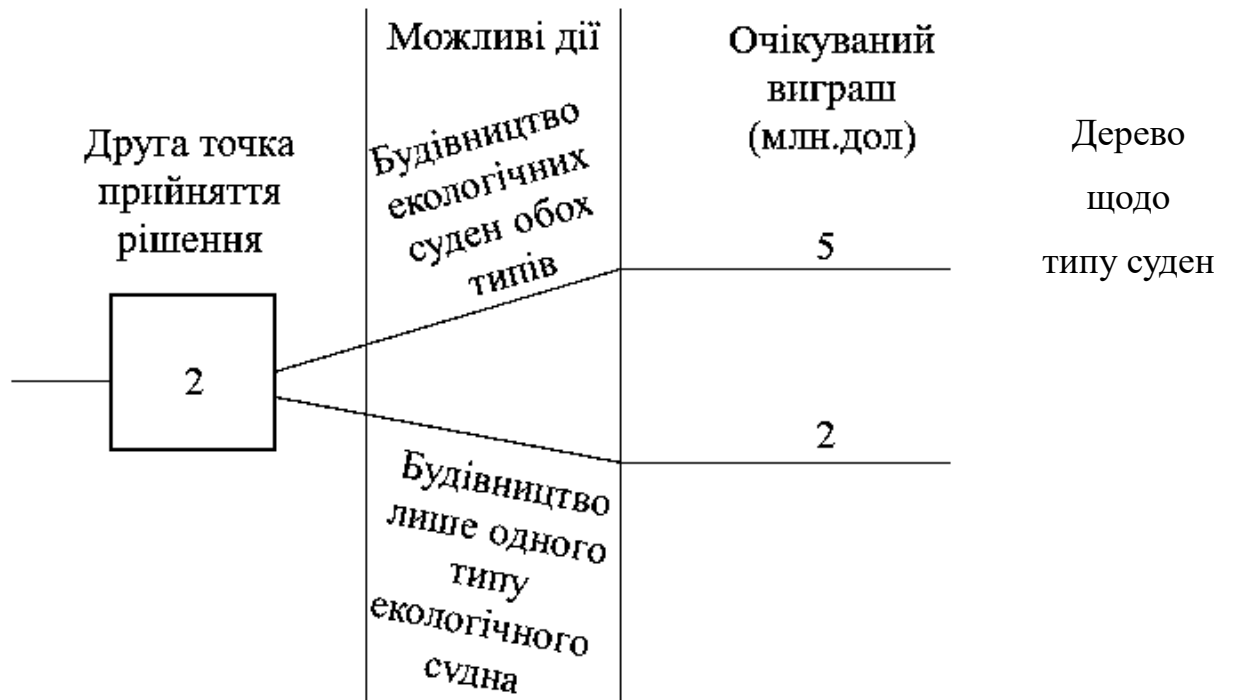 Друга точка
прийняття
рішення
2
Можливі дії
Будівництво
екологічних
суден обох
типів
Будівництво
лише одного
типу
екологічного
судна
Очікуваний
виграш
(млн.дол)
5
2
Дерево
щодо
типу суден